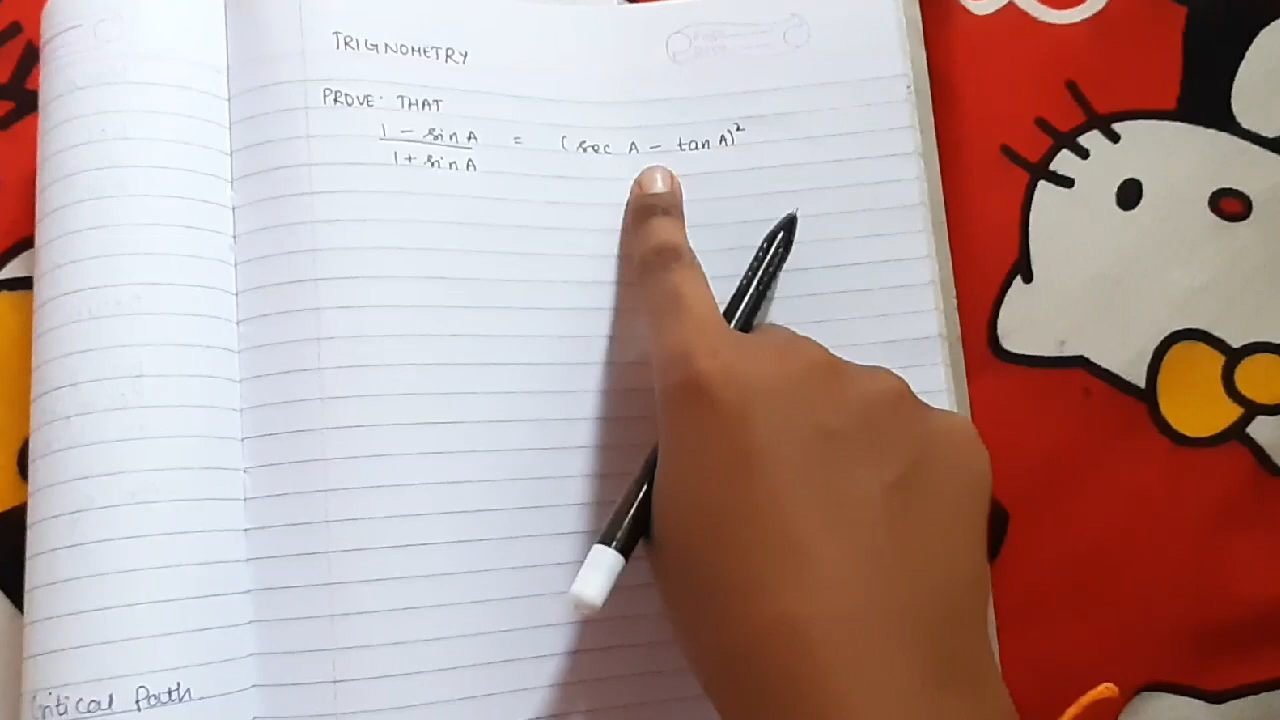 TRIGNOMETRY
PROVE THAT
1 - sin A = (sec A - tan A)²
1 + sin A
Critical Path